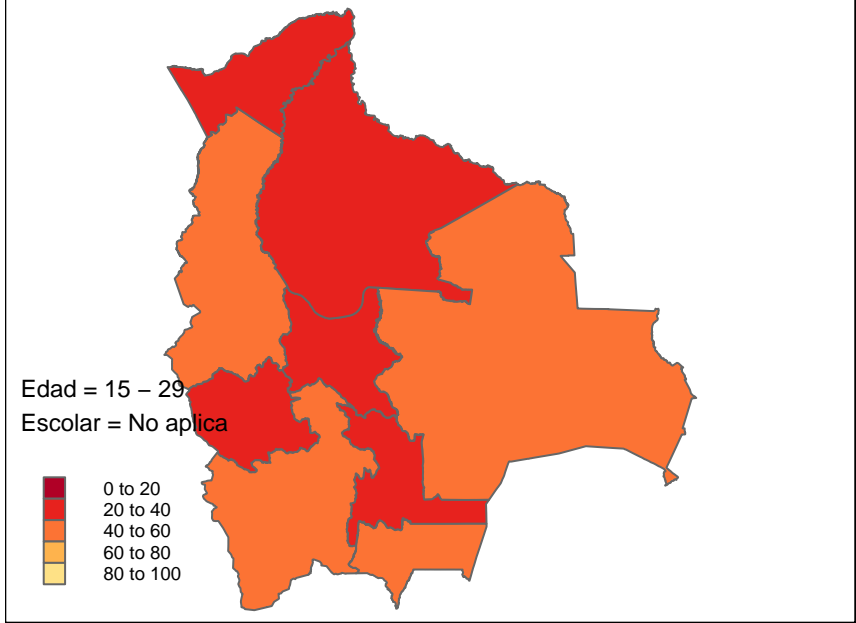 Edad = 15 – 29
Escolar = No aplica
0 to 20
20 to 40
40 to 60
60 to 80
80 to 100